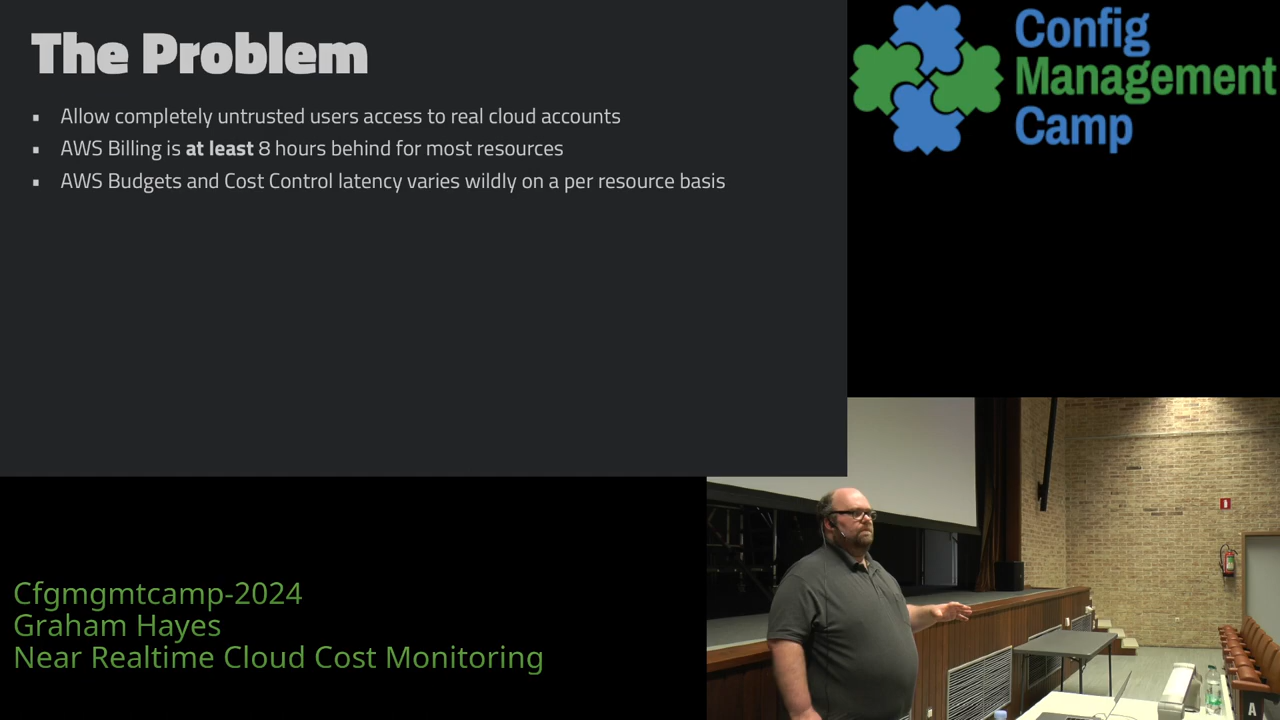 The Problem
Allow completely untrusted users access to real cloud accounts
AWS Billing is at least 8 hours behind for most resources
AWS Budgets and Cost Control latency varies wildly on a per resource basis
Config
Management
Camp
Cfgmgmtcamp-2024
Graham Hayes
Near Realtime Cloud Cost Monitoring
A